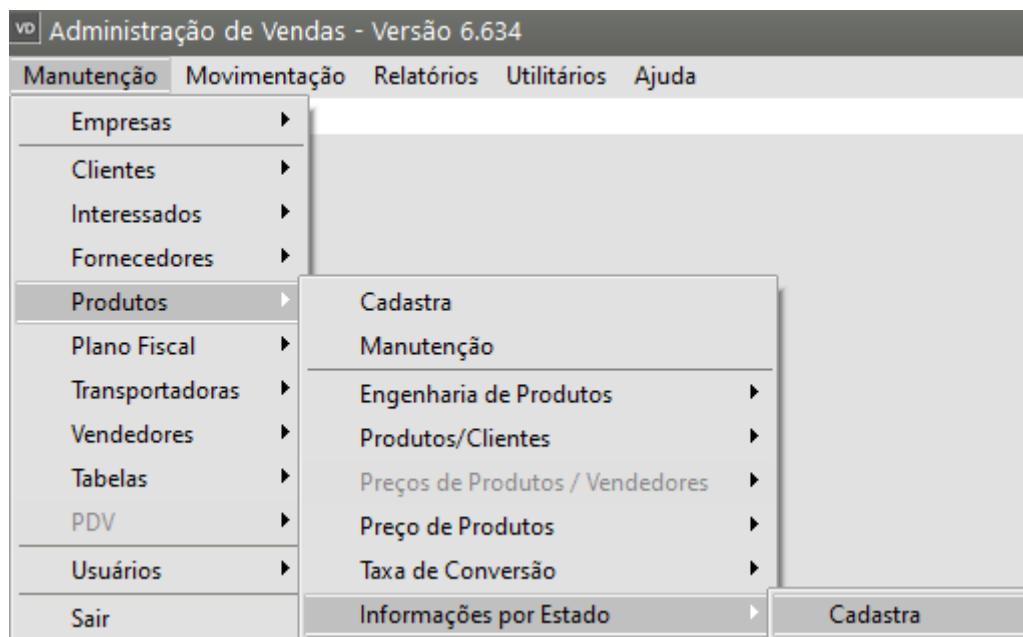 VD Administração de Vendas - Versão 6.634
Manutenção Movimentação Relatórios Utilitários Ajuda
Empresas
Clientes
Interessados
Fornecedores
Produtos
Plano Fiscal
Transportadoras
Vendedores
Tabelas
PDV
Usuários
Sair
Cadastra
Manutenção
Engenharia de Produtos
Produtos/Clientes
Preços de Produtos / Vendedores
Preço de Produtos
Taxa de Conversão
Informações por Estado
Cadastra